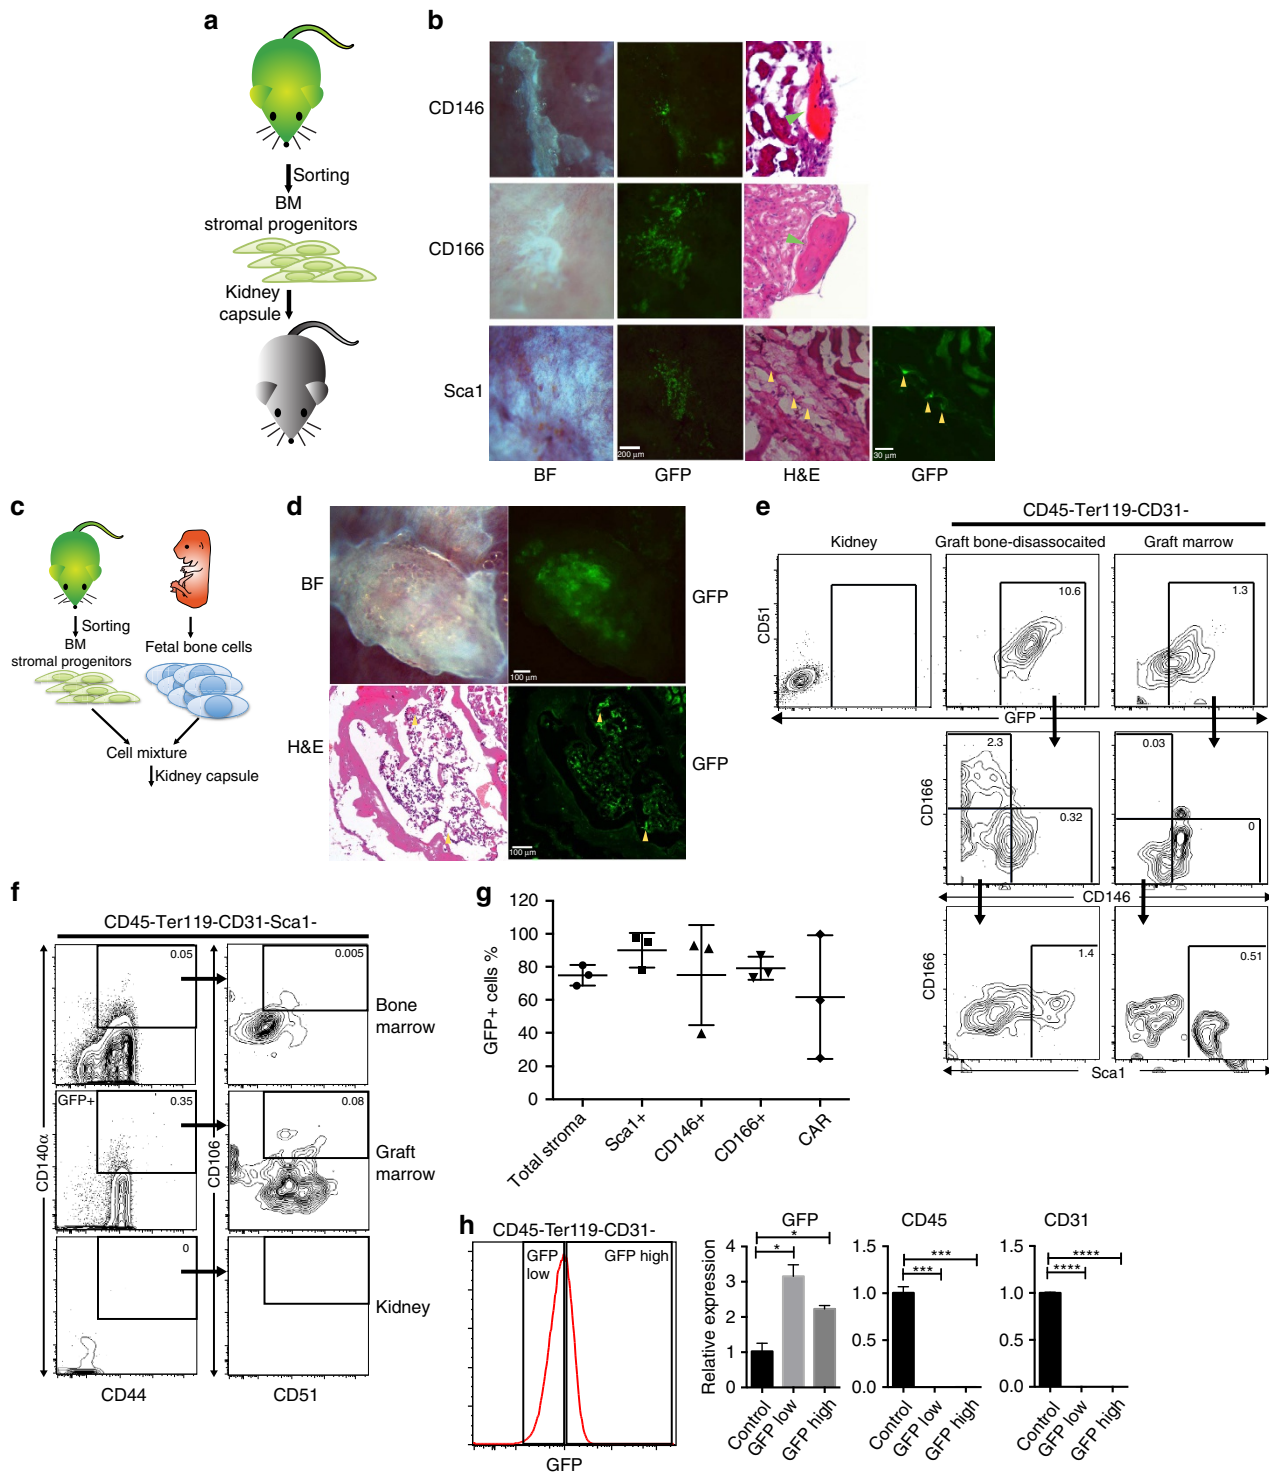 a
Sorting
BM
stromal progenitors
Kidney
capsule
b
CD146
CD166
Sca1
200 µm
30 µm
BF
GFP
H&E
GFP
c
Sorting
BM
stromal progenitors
Fetal bone cells
Cell mixture
Kidney capsule
d
BF
GFP
100 µm
100 µm
H&E
GFP
100 µm
e
CD45-Ter119-CD31-
Kidney
Graft bone-disassocaited
Graft marrow
CD51
10.6
1.3
GFP
CD166
2.3
0.32
0.03
0
CD146
CD166
1.4
0.51
Sca1
f
CD45-Ter119-CD31-Sca1-
0.05
0.005
Bone
marrow
GFP+
0.35
0.08
Graft
marrow
CD140α
CD106
0
Kidney
CD44
CD51
g
GFP+ cells %
120
100
80
60
40
20
0
Total stroma
Sca1+
CD146+
CD166+
CAR
h
CD45-Ter119-CD31-
GFP
low
GFP high
GFP
GFP
Relative expression
4
3
2
1
0
*
*
Control
GFP low
GFP high
CD45
1.5
1.0
0.5
0.0
***
***
Control
GFP low
GFP high
CD31
1.5
1.0
0.5
0.0
****
****
Control
GFP low
GFP high